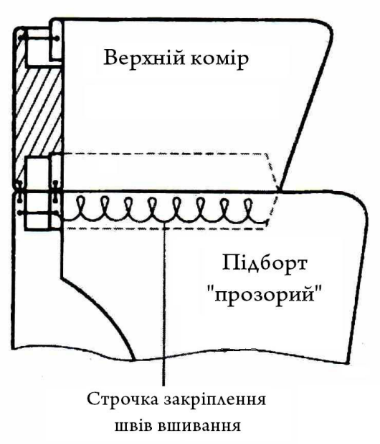 Верхній комір
Підборт
"прозорий"
Строчка закріплення
швів вшивання